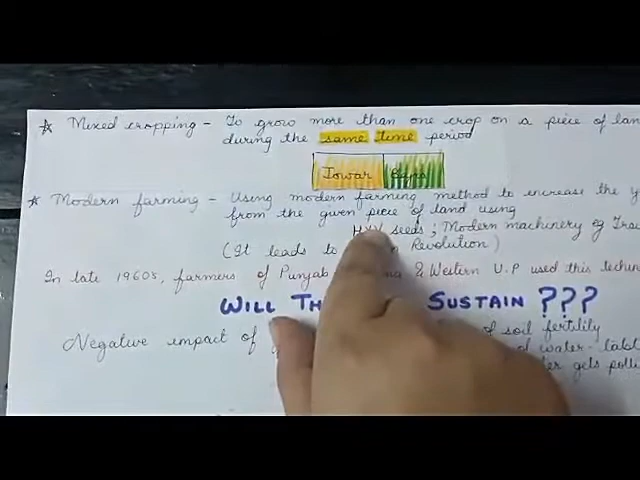 ☆ Mixed cropping - To grow more than one crop on a piece of
during the same time period
Jowar Bajra
* Modern farming - Using modern farming method to increase the
from the given piece of land using
HYV seeds ; Modern machinery eg
(It leads to Revolution)
In late 1960s, farmers of Punjab & Western U.P used this
WILL SUSTAIN ???
Negative impact of of soil fertility
of water-
gets